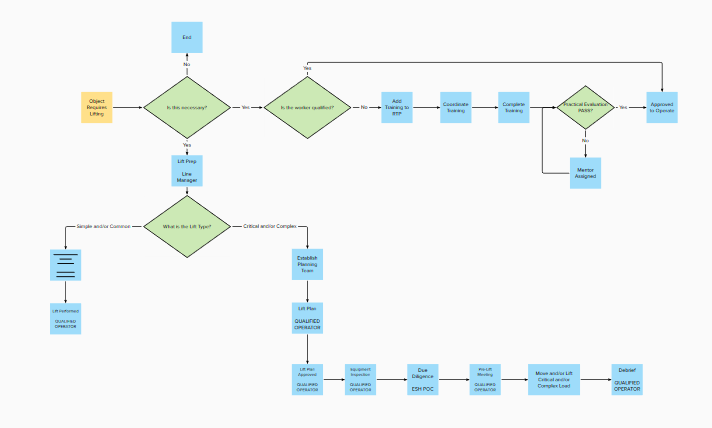 End
No
Yes
Object
Requires
Lifting
Is this necessary?
Yes
Is the worker qualified?
No
Add
Training to
Coordinate
Training
Complete
Training
Practical Evaluation
PASS?
Yes
Approved
to Operate
Yes
No
Lift Prep
Line
Manager
Mentor
Assigned
What is the Lift Type?
Simple and/or Common
Critical and/or Complex
Establish
Planning
Team
Lift Performed
QUALIFIED
OPERATOR
Lift Plan
QUALIFIED
OPERATOR
Lift Plan
Approval
QUALIFIED
OPERATOR
Equipment
Inspection
QUALIFIED
OPERATOR
Due
Diligence
ESH POC
Pre-Lift
Meeting
QUALIFIED
OPERATOR
Move and/or Lift
Critical and/or
Complex Load
Debrief
QUALIFIED
OPERATOR